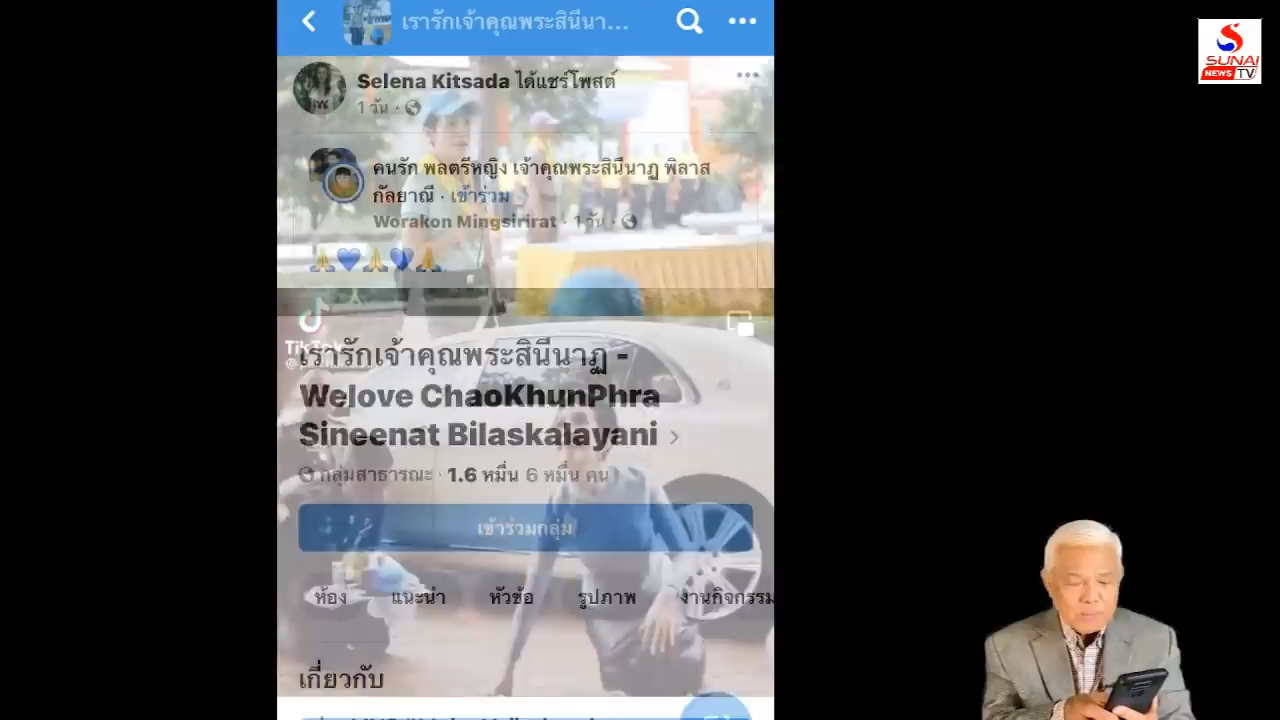 เรารักเจ้าคุณพระสินีนา...
SUNAI
NEWS TV
Selena Kitsada ได้แชร์โพสต์
1 วัน ·
คนรัก พลตรีหญิง เจ้าคุณพระสินีนาฏ พิลาส
กัลยาณี · เข้าร่วม
Worakon Mingsirirat · 1 วัน ·
TikTok
เรารักเจ้าคุณพระสินีนาฏ -
Welove ChaoKhunPhra
Sineenat Bilaskalayani
กลุ่มสาธารณะ · 1.6 หมื่น 6 หมื่น คน
เข้าร่วมกลุ่ม
ห้อง แนะนำ หัวข้อ รูปภาพ งานกิจกรรม
เกี่ยวกับ